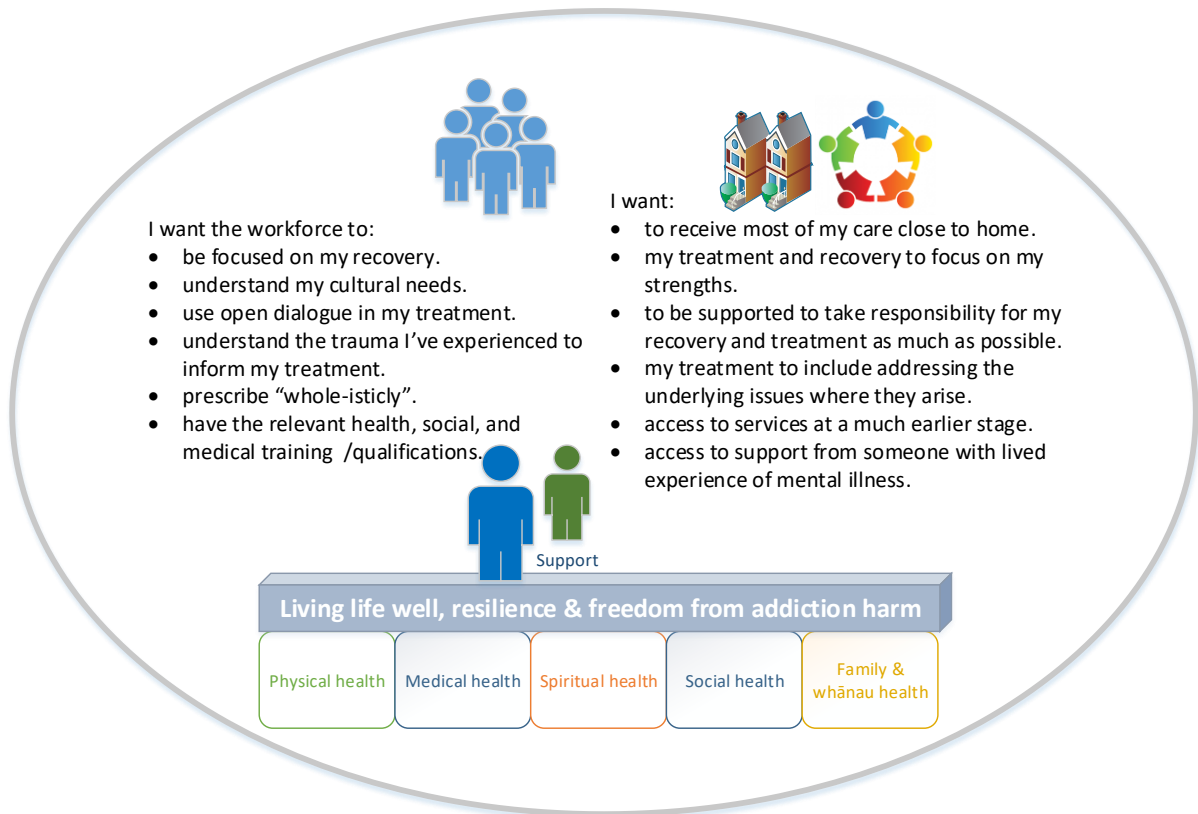 I want the workforce to:
• be focused on my recovery.
• understand my cultural needs.
• use open dialogue in my treatment.
• understand the trauma I’ve experienced to
inform my treatment.
• prescribe “whole-isticly”.
• have the relevant health, social, and
medical training /qualifications.
I want:
• to receive most of my care close to home.
• my treatment and recovery to focus on my
strengths.
• to be supported to take responsibility for my
recovery and treatment as much as possible.
• my treatment to include addressing the
underlying issues where they arise.
• access to services at a much earlier stage.
• access to support from someone with lived
experience of mental illness.
Support
Living life well, resilience & freedom from addiction harm
Physical health
Medical health
Spiritual health
Social health
Family &
whānau health